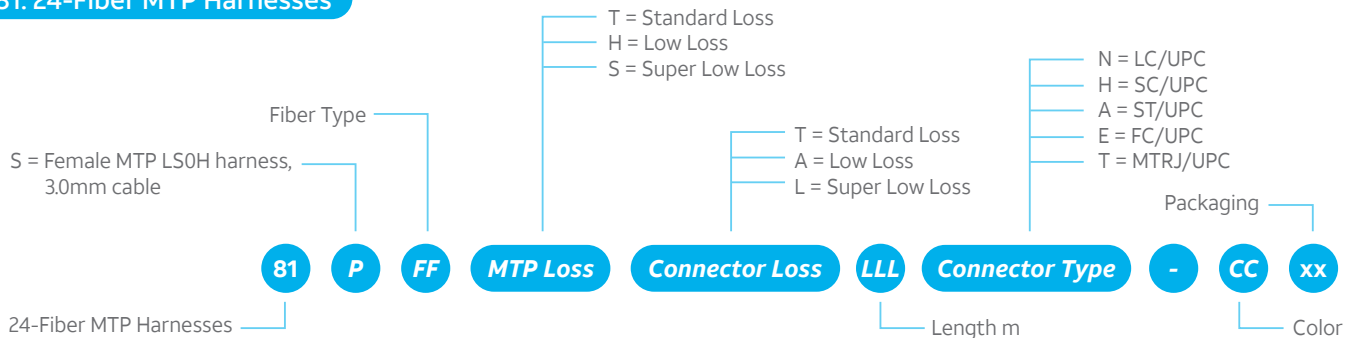 81: 24-Fiber MTP Harnesses
T = Standard Loss
H = Low Loss
S = Super Low Loss
N = LC/UPC
H = SC/UPC
A = ST/UPC
E = FC/UPC
T = MTRJ/UPC
Fiber Type
T = Standard Loss
A = Low Loss
L = Super Low Loss
S = Female MTP LS0H harness,
3.0mm cable
Packaging
81 P FF MTP Loss Connector Loss LLL Connector Type - CC xx
24-Fiber MTP Harnesses
Length m
Color